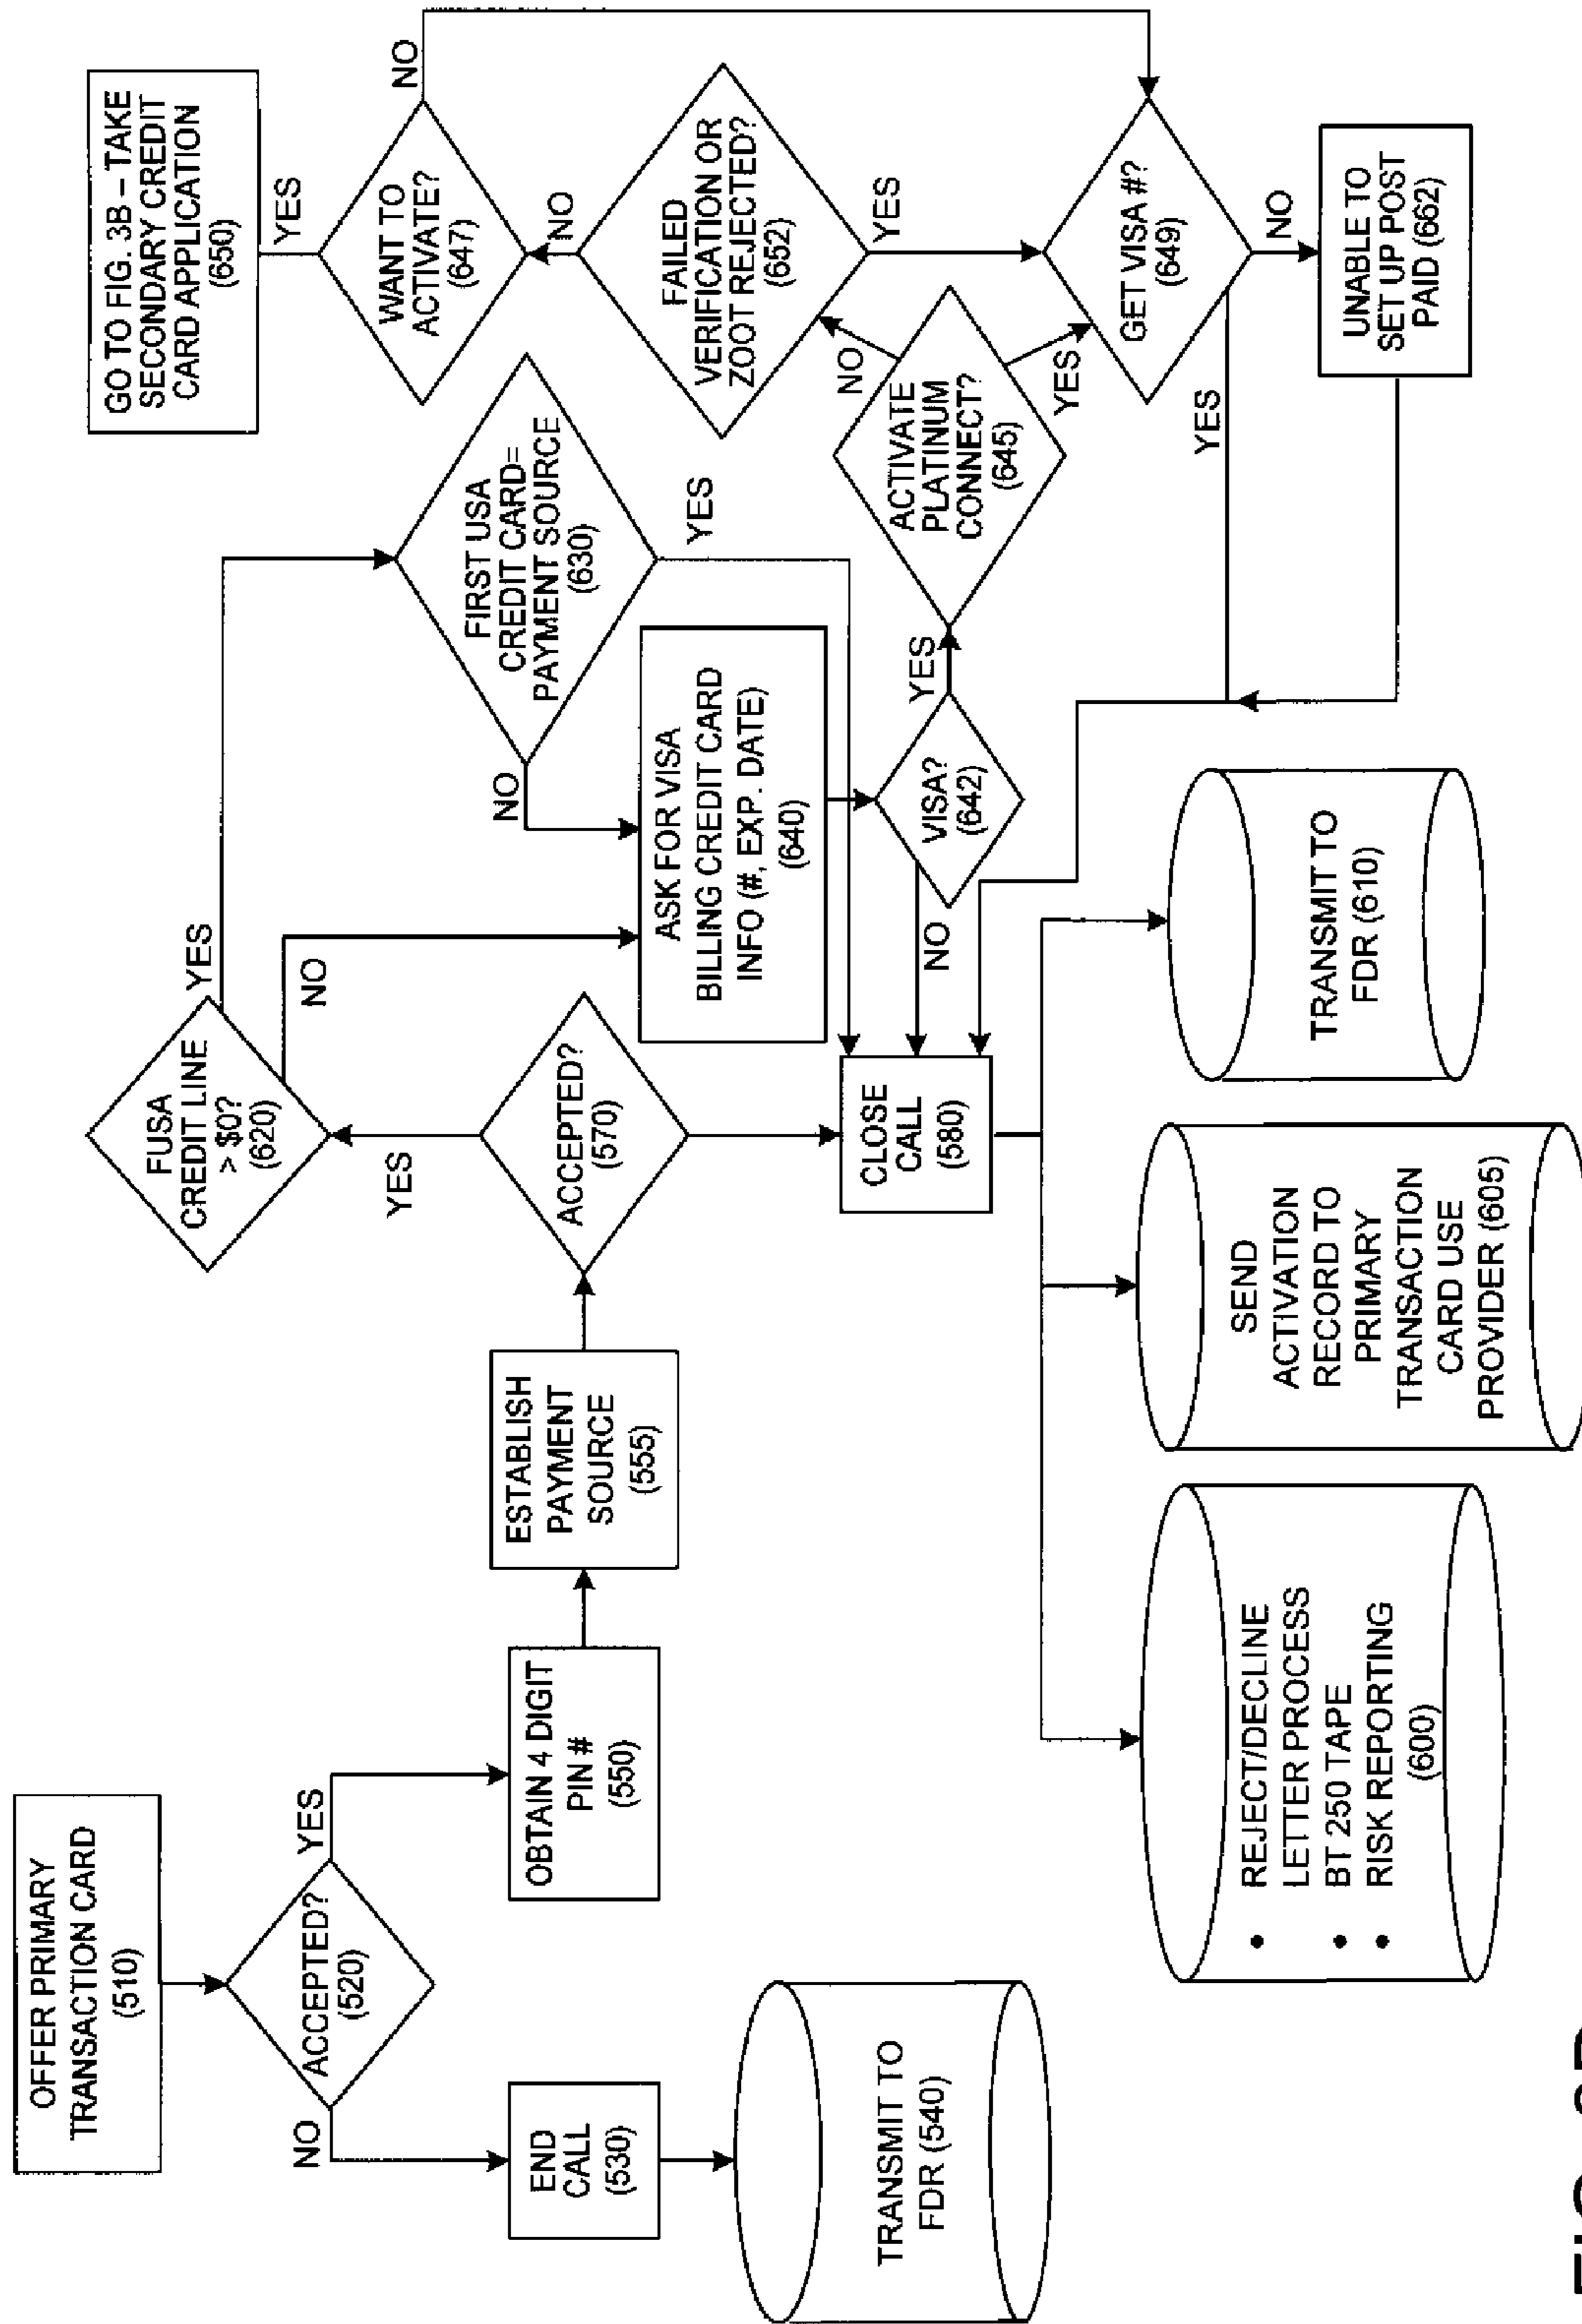 OFFER PRIMARY
TRANSACTION CARD
(510)
ACCEPTED?
(520)
NO
YES
END
CALL
(530)
TRANSMIT TO
FDR (540)
OBTAIN 4 DIGIT
PIN #
(550)
ESTABLISH
PAYMENT
SOURCE
(555)
ACCEPTED?
(570)
YES
FUSA
CREDIT LINE
> $0?
(620)
YES
NO
FIRST USA
CREDIT CARD=
PAYMENT SOURCE
(630)
NO
YES
ASK FOR VISA
BILLING CREDIT CARD
INFO (#, EXP. DATE)
(640)
VISA?
(642)
YES
NO
ACTIVATE
PLATINUM
CONNECT?
(645)
NO
YES
FAILED
VERIFICATION OR
ZOOT REJECTED?
(652)
NO
YES
WANT TO
ACTIVATE?
(647)
YES
NO
GO TO FIG. 3B – TAKE
SECONDARY CREDIT
CARD APPLICATION
(650)
GET VISA #?
(649)
YES
NO
UNABLE TO
SET UP POST
PAID (662)
CLOSE
CALL
(580)
• REJECT/DECLINE
LETTER PROCESS
• BT 250 TAPE
• RISK REPORTING
(600)
SEND
ACTIVATION
RECORD TO
PRIMARY
TRANSACTION
CARD USE
PROVIDER (605)
TRANSMIT TO
FDR (610)